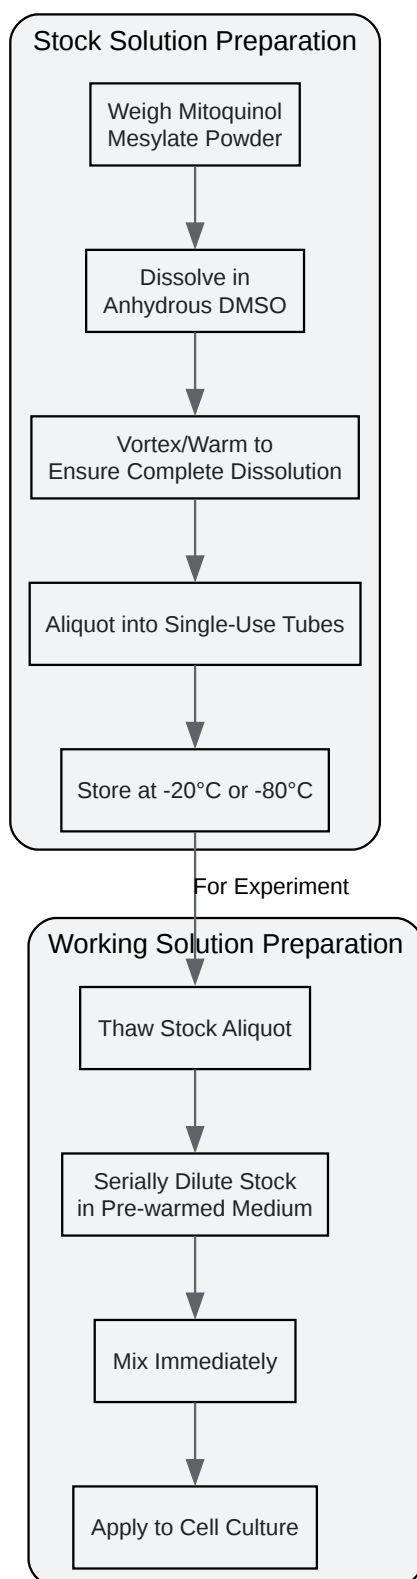 Stock Solution Preparation
Weigh Mitoquinol
Mesylate Powder
Dissolve in
Anhydrous DMSO
Vortex/Warm to
Ensure Complete Dissolution
Aliquot into Single-Use Tubes
Store at -20°C or -80°C
For Experiment
Working Solution Preparation
Thaw Stock Aliquot
Serially Dilute Stock
in Pre-warmed Medium
Mix Immediately
Apply to Cell Culture